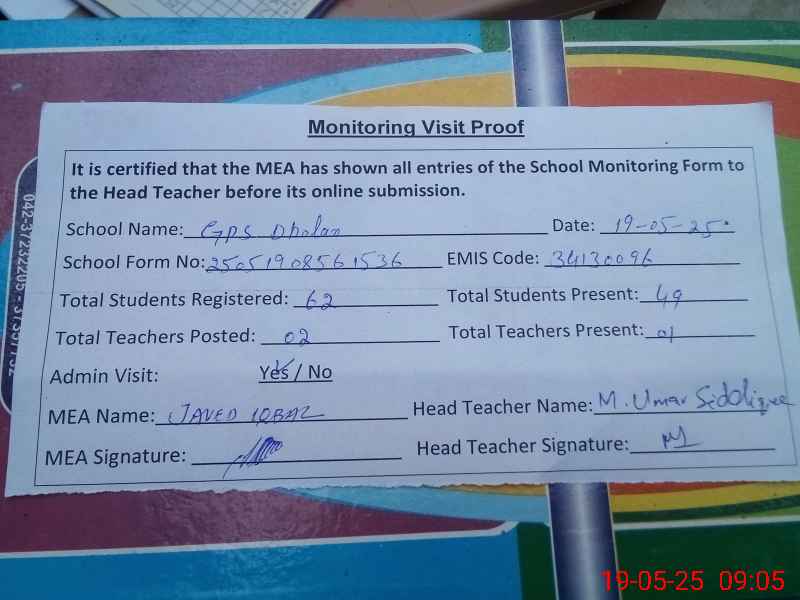 Monitoring Visit Proof
It is certified that the MEA has shown all entries of the School Monitoring Form to
the Head Teacher before its online submission.
School Name: GPS Dholan Date: 19-05-25
School Form No: 25051908561536 EMIS Code: 34130096
Total Students Registered: 62 Total Students Present: 49
Total Teachers Posted: 02 Total Teachers Present: 01
Admin Visit: Yes / No
MEA Name: JAVED IQBAL Head Teacher Name: M. Umar Siddique
MEA Signature: Head Teacher Signature:
19-05-25 09:05